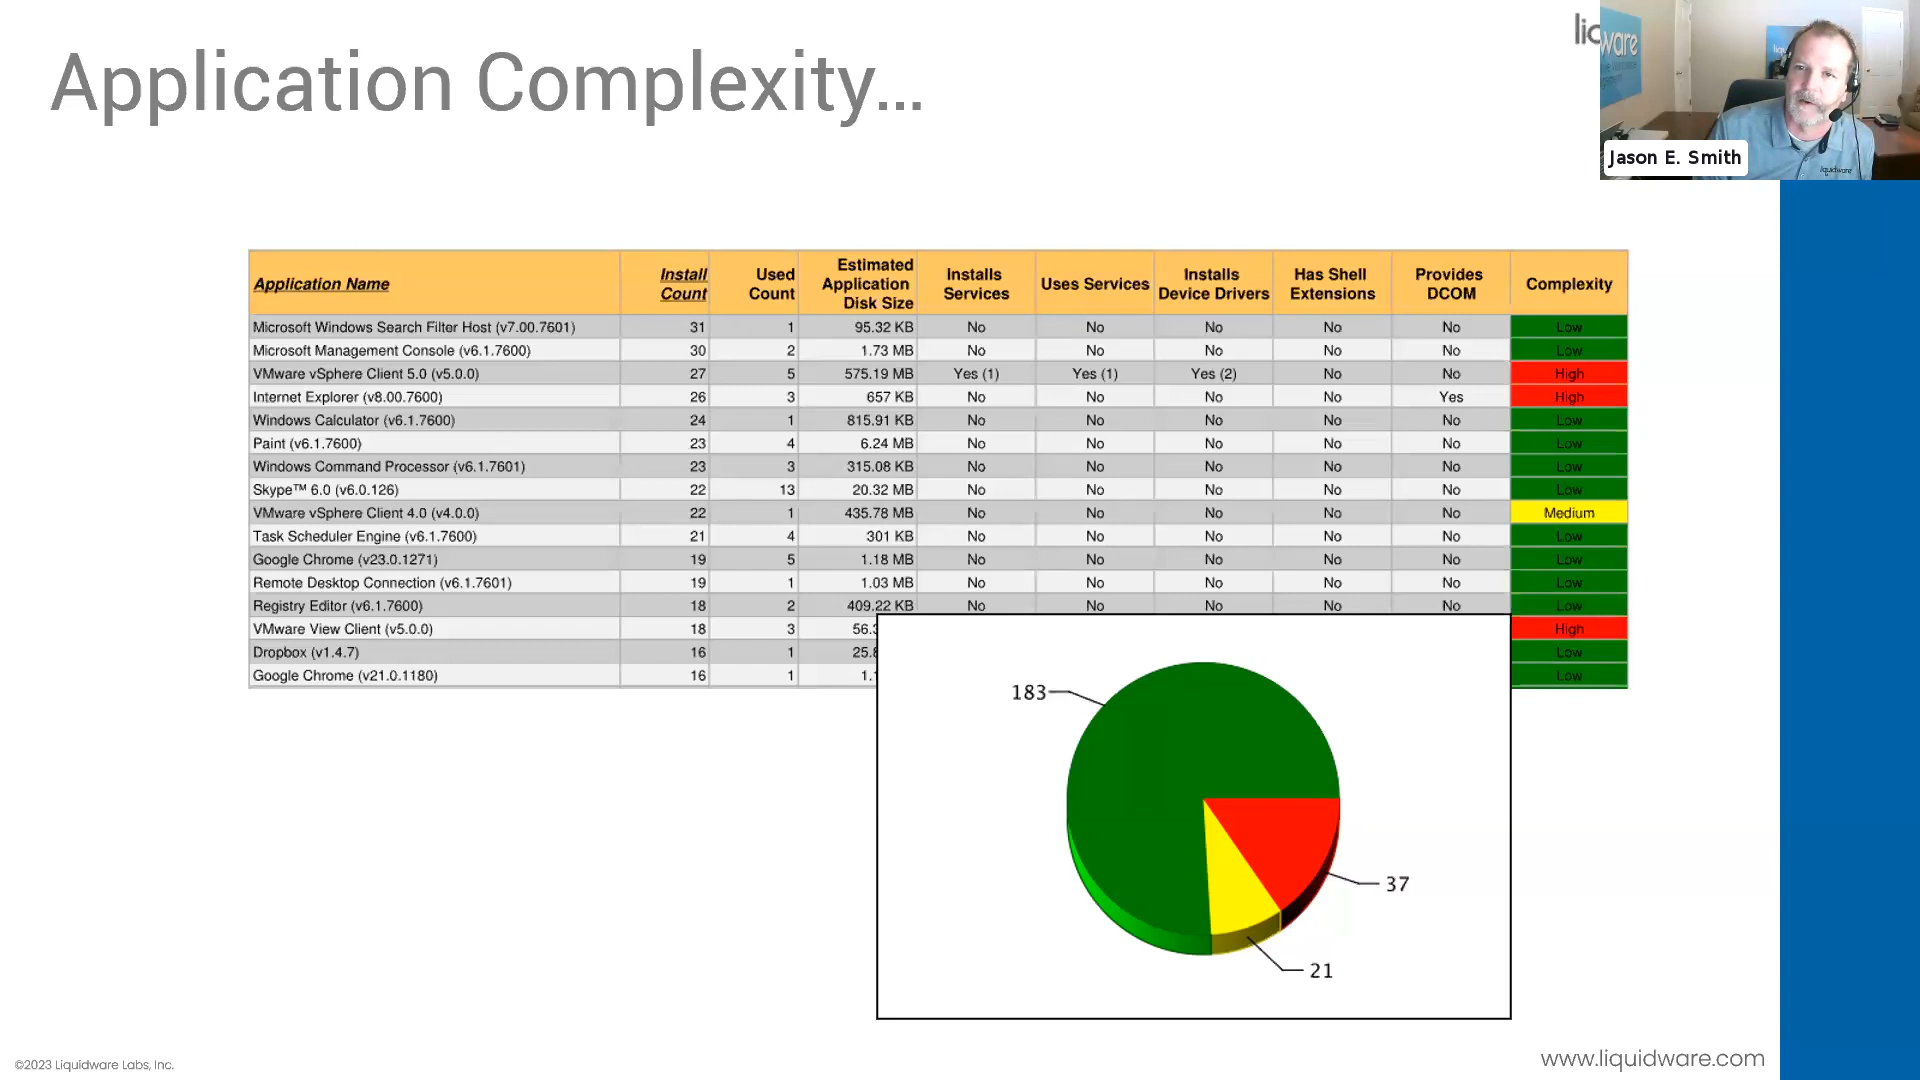 Application Complexity...
ware
Jason E. Smith
liquidware
Application Name Install Count Used Count Estimated Application Disk Size Installs Services Uses Services Installs Device Drivers Has Shell Extensions Provides DCOM Complexity
Microsoft Windows Search Filter Host (v7.00.7601) 31 1 95.32 KB No No No No No Low
Microsoft Management Console (v6.1.7600) 30 2 1.73 MB No No No No No Low
VMware vSphere Client 5.0 (v5.0.0) 27 5 575.19 MB Yes (1) Yes (1) Yes (2) No No High
Internet Explorer (v8.00.7600) 26 3 657 KB No No No No Yes High
Windows Calculator (v6.1.7600) 24 1 815.91 KB No No No No No Low
Paint (v6.1.7600) 23 4 6.24 MB No No No No No Low
Windows Command Processor (v6.1.7601) 23 3 315.08 KB No No No No No Low
Skype™ 6.0 (v6.0.126) 22 13 20.32 MB No No No No No Low
VMware vSphere Client 4.0 (v4.0.0) 22 1 435.78 MB No No No No No Medium
Task Scheduler Engine (v6.1.7600) 21 4 301 KB No No No No No Low
Google Chrome (v23.0.1271) 19 5 1.18 MB No No No No No Low
Remote Desktop Connection (v6.1.7601) 19 1 1.03 MB No No No No No Low
Registry Editor (v6.1.7600) 18 2 409.22 KB No No No No No Low
VMware View Client (v5.0.0) 18 3 56. High
Dropbox (v1.4.7) 16 1 25. Low
Google Chrome (v21.0.1180) 16 1 1. Low
183
37
21
©2023 Liquidware Labs, Inc.
www.liquidware.com